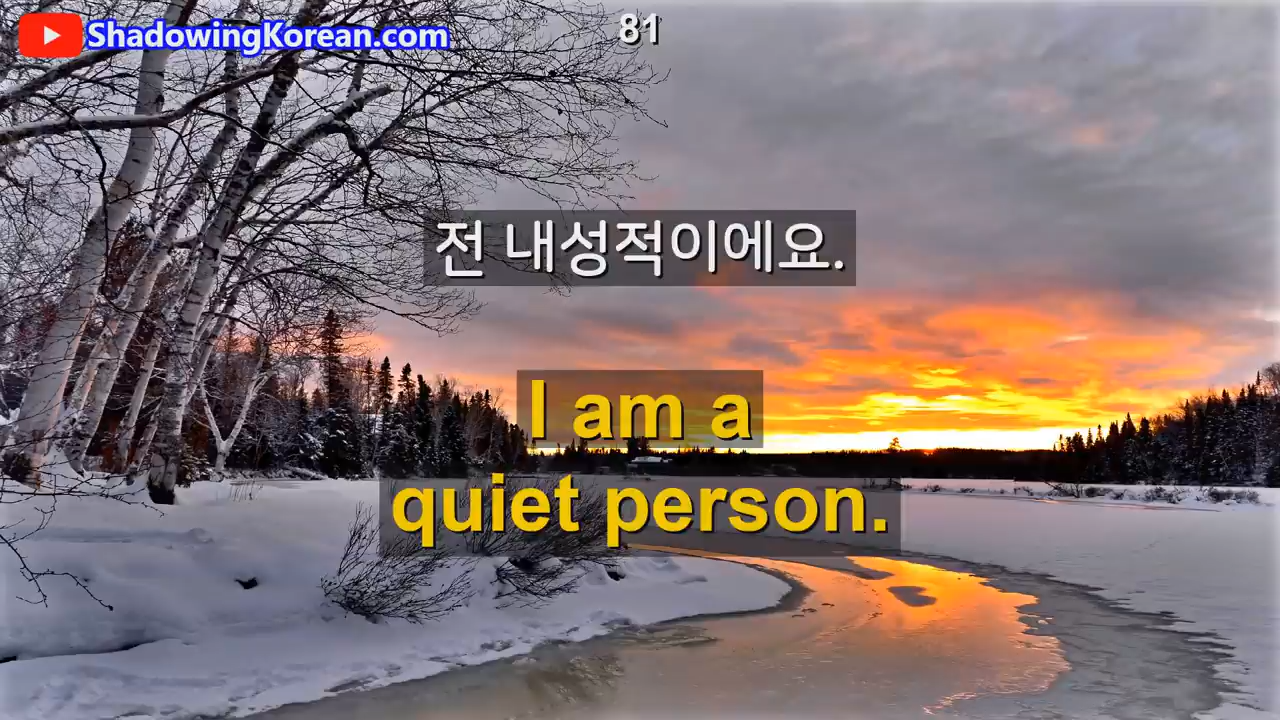 ShadowingKorean.com
81
전 내성적이에요.
I am a
quiet person.